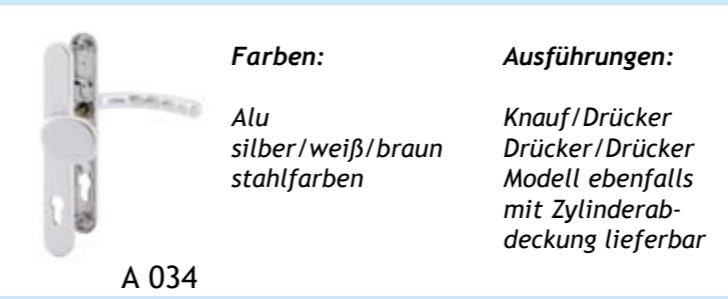 Farben:
Alu
silber/weiß/braun
stahlfarben
Ausführungen:
Knauf/Drücker
Drücker/Drücker
Modell ebenfalls
mit Zylinderab-
deckung lieferbar
A 034